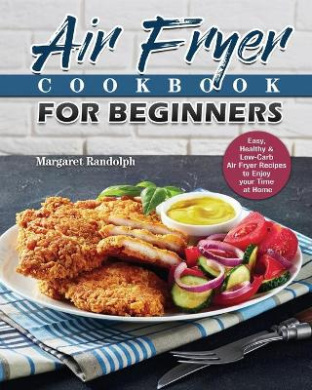 Air Fryer
COOKBOOK
FOR BEGINNERS
Margaret Randolph
Easy,
Healthy &
Low-Carb
Air Fryer Recipes
to Enjoy
your Time
at Home